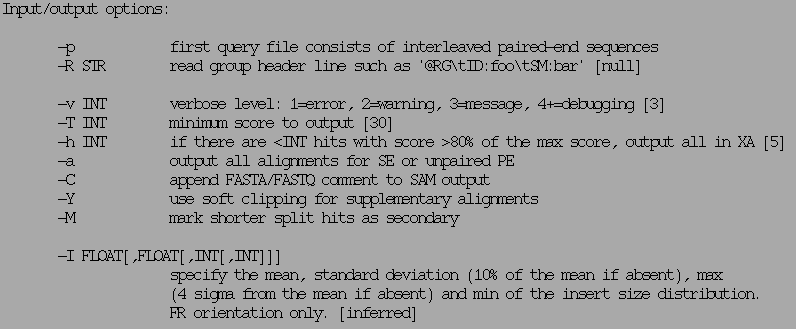 Input/output options:
-p first query file consists of interleaved paired-end sequences
-R STR read group header line such as '@RG\tID:foo\tSM:bar' [null]
-v INT verbose level: 1=error, 2=warning, 3=message, 4+=debugging [3]
-T INT minimum score to output [30]
-h INT if there are <INT hits with score >80% of the max score, output all in XA [5]
-a output all alignments for SE or unpaired PE
-C append FASTA/FASTQ comment to SAM output
-Y use soft clipping for supplementary alignments
-M mark shorter split hits as secondary
-I FLOAT[,FLOAT[,INT[,INT]]]
specify the mean, standard deviation (10% of the mean if absent), max
(4 sigma from the mean if absent) and min of the insert size distribution.
FR orientation only. [inferred]